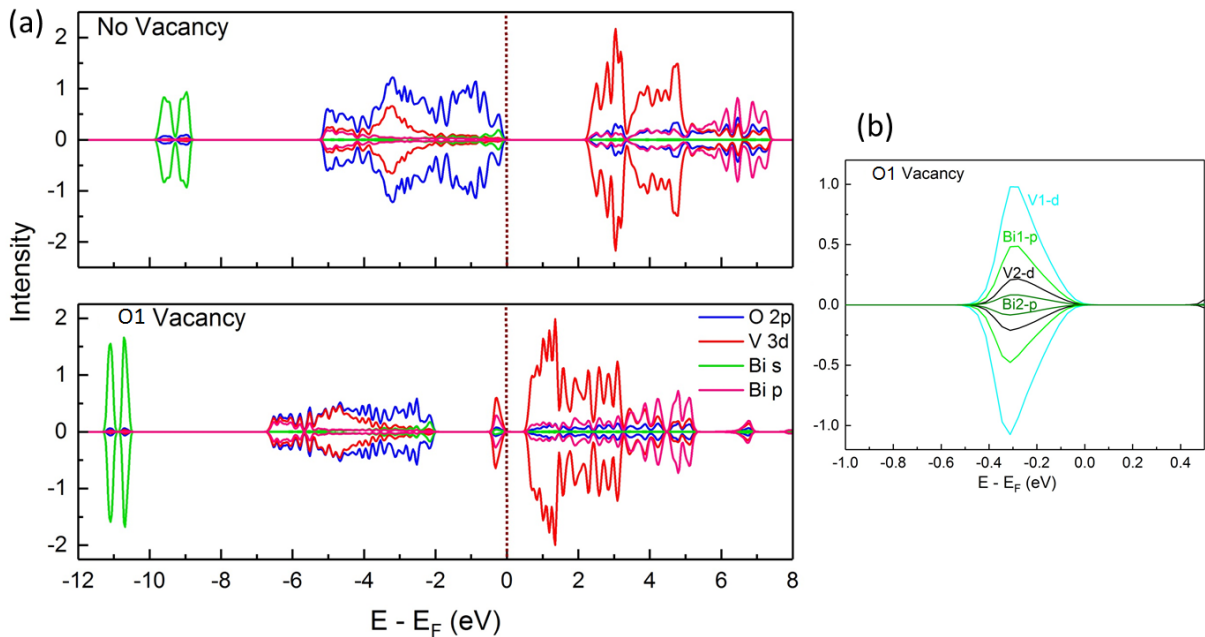 (a)
No Vacancy
2
1
0
-1
-2
Intensity
O1 Vacancy
O 2p
V 3d
Bi s
Bi p
2
1
0
-1
-2
-12 -10 -8 -6 -4 -2 0 2 4 6 8
E - E_F (eV)
(b)
O1 Vacancy
V1-d
Bi1-p
V2-d
Bi2-p
1.0
0.5
0.0
-0.5
-1.0
-1.0 -0.8 -0.6 -0.4 -0.2 0.0 0.2 0.4
E - E_F (eV)